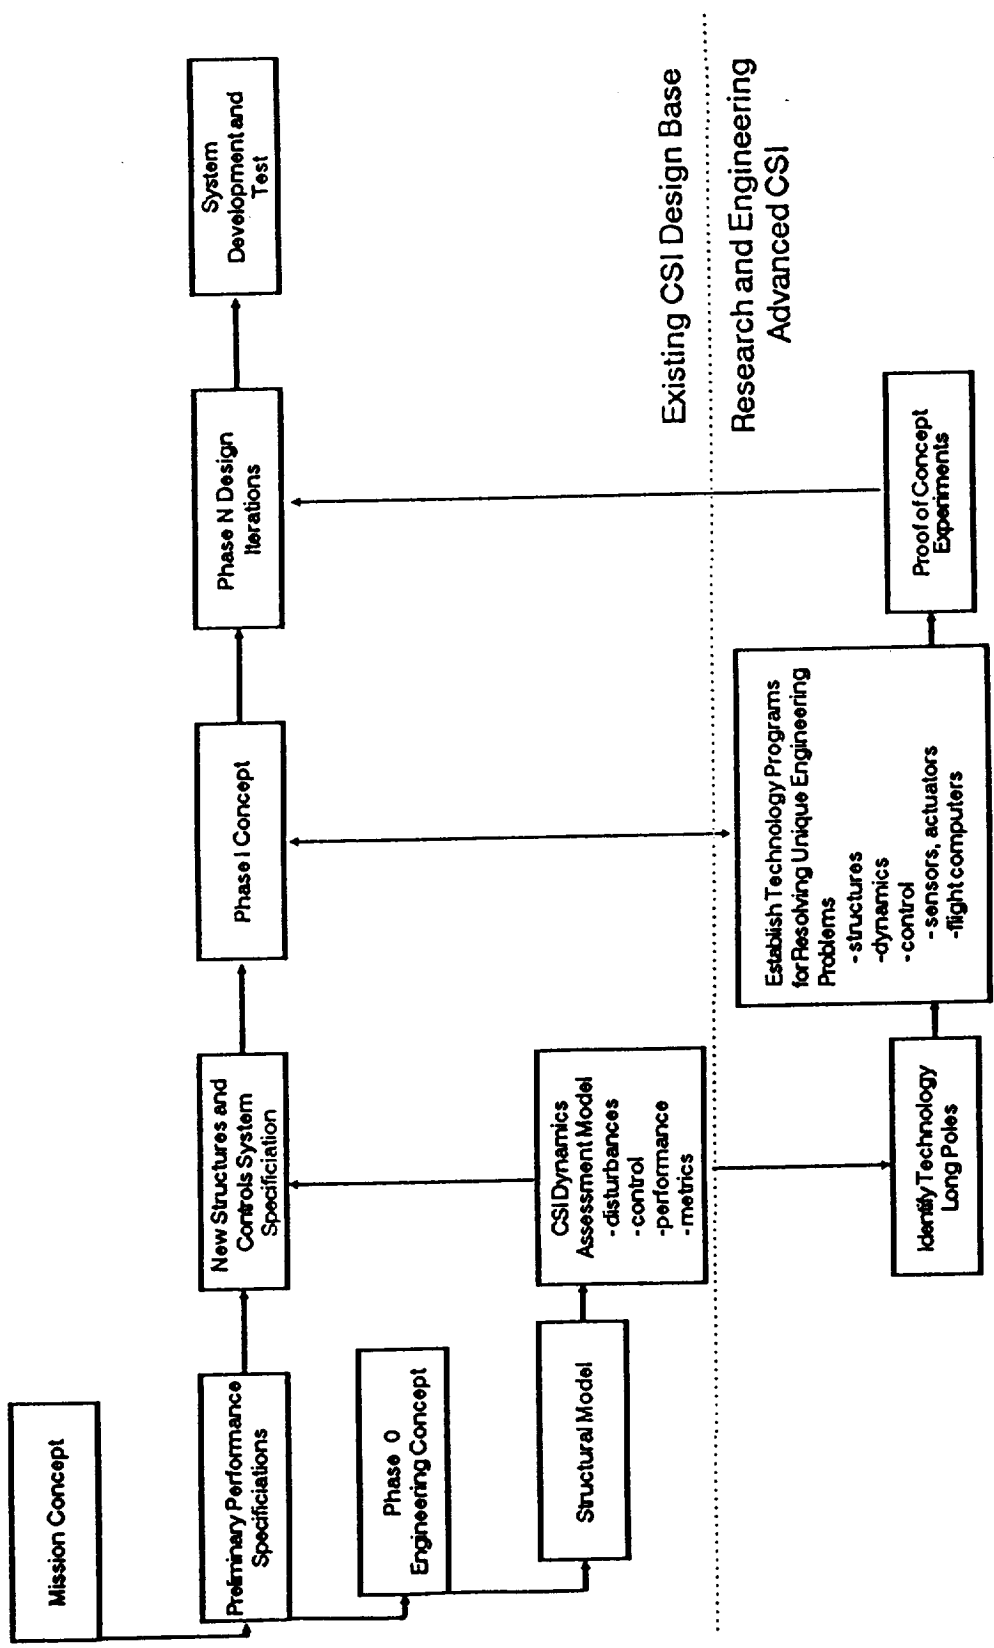 Mission Concept
Preliminary Performance
Specificiations
New Structures and
Controls System
Specificiation
Phase I Concept
Phase N Design
Iterations
System
Development and
Test
Phase 0
Engineering Concept
Structural Model
CSI Dynamics
Assessment Model
- disturbances
- control
-performance
- metrics
Existing CSI Design Base
Research and Engineering
Advanced CSI
Identify Technology
Long Poles
Establish Technology Programs
for Resolving Unique Engineering
Problems
- structures
-dynamics
- control
- sensors, actuators
-flight computers
Proof of Concept
Experiments